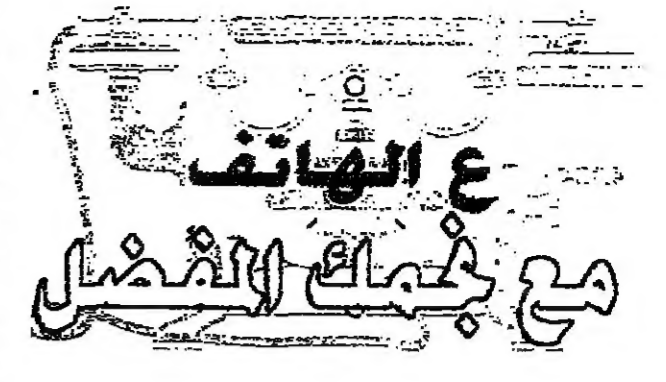 ع الهاتف
مع نجمك المفضل